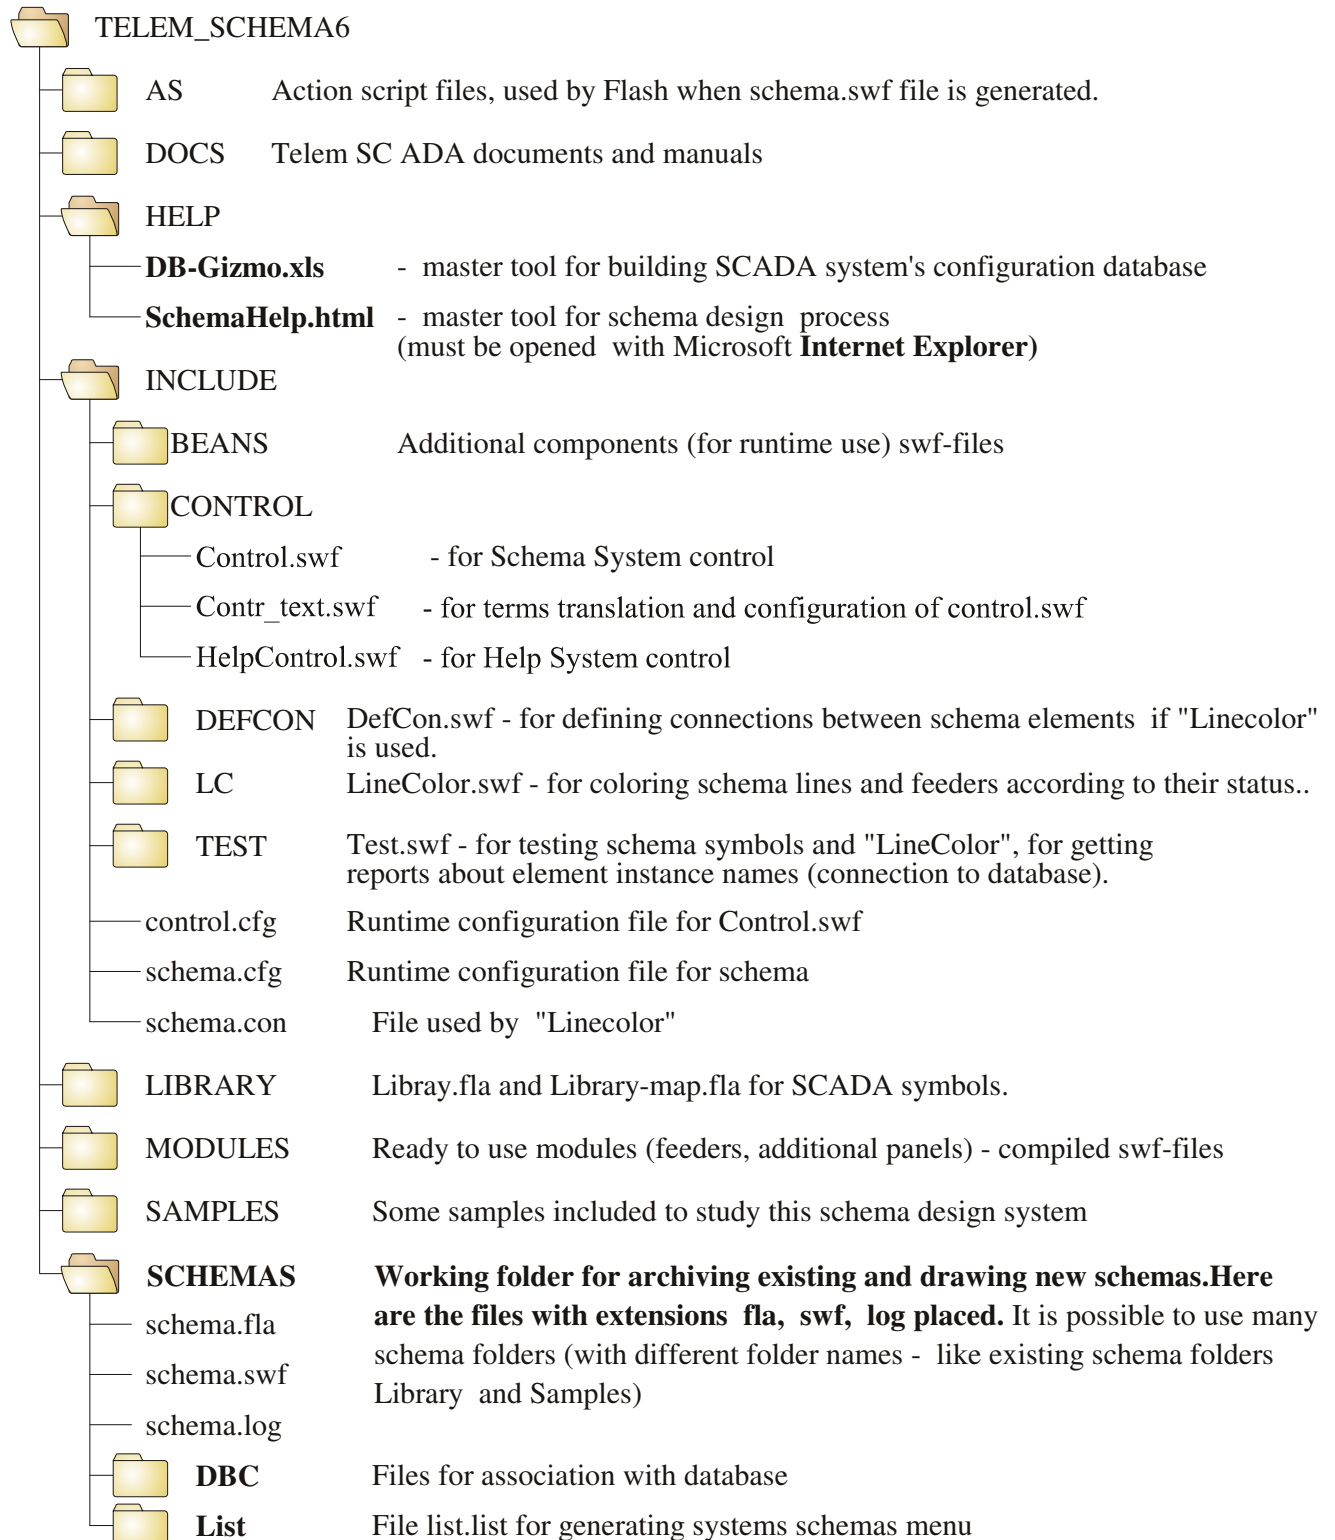 TELEM_SCHEMA6
AS Action script files, used by Flash when schema.swf file is generated.
DOCS Telem SC ADA documents and manuals
HELP
DB-Gizmo.xls - master tool for building SCADA system's configuration database
SchemaHelp.html - master tool for schema design process
(must be opened with Microsoft Internet Explorer)
INCLUDE
BEANS Additional components (for runtime use) swf-files
CONTROL
Control.swf - for Schema System control
Contr_text.swf - for terms translation and configuration of control.swf
HelpControl.swf - for Help System control
DEFCON DefCon.swf - for defining connections between schema elements if "Linecolor"
is used.
LC LineColor.swf - for coloring schema lines and feeders according to their status..
TEST Test.swf - for testing schema symbols and "LineColor", for getting
reports about element instance names (connection to database).
control.cfg Runtime configuration file for Control.swf
schema.cfg Runtime configuration file for schema
schema.con File used by "Linecolor"
LIBRARY Libray.fla and Library-map.fla for SCADA symbols.
MODULES Ready to use modules (feeders, additional panels) - compiled swf-files
SAMPLES Some samples included to study this schema design system
SCHEMAS Working folder for archiving existing and drawing new schemas.Here
are the files with extensions fla, swf, log placed. It is possible to use many
schema.fla
schema folders (with different folder names - like existing schema folders
schema.swf
Library and Samples)
schema.log
DBC Files for association with database
List File list.list for generating systems schemas menu